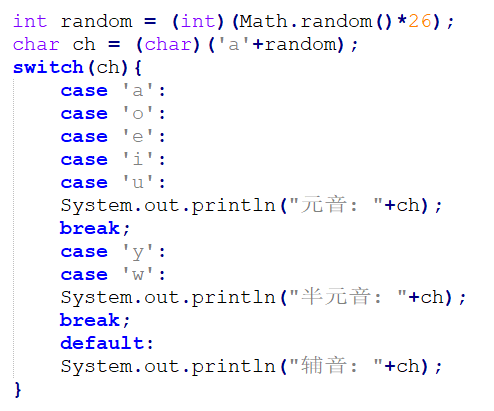 int random = (int)(Math.random()*26);
char ch = (char)('a'+random);
switch(ch){
    case 'a':
    case 'o':
    case 'e':
    case 'i':
    case 'u':
    System.out.println("元音: "+ch);
    break;
    case 'y':
    case 'w':
    System.out.println("半元音: "+ch);
    break;
    default:
    System.out.println("辅音: "+ch);
}